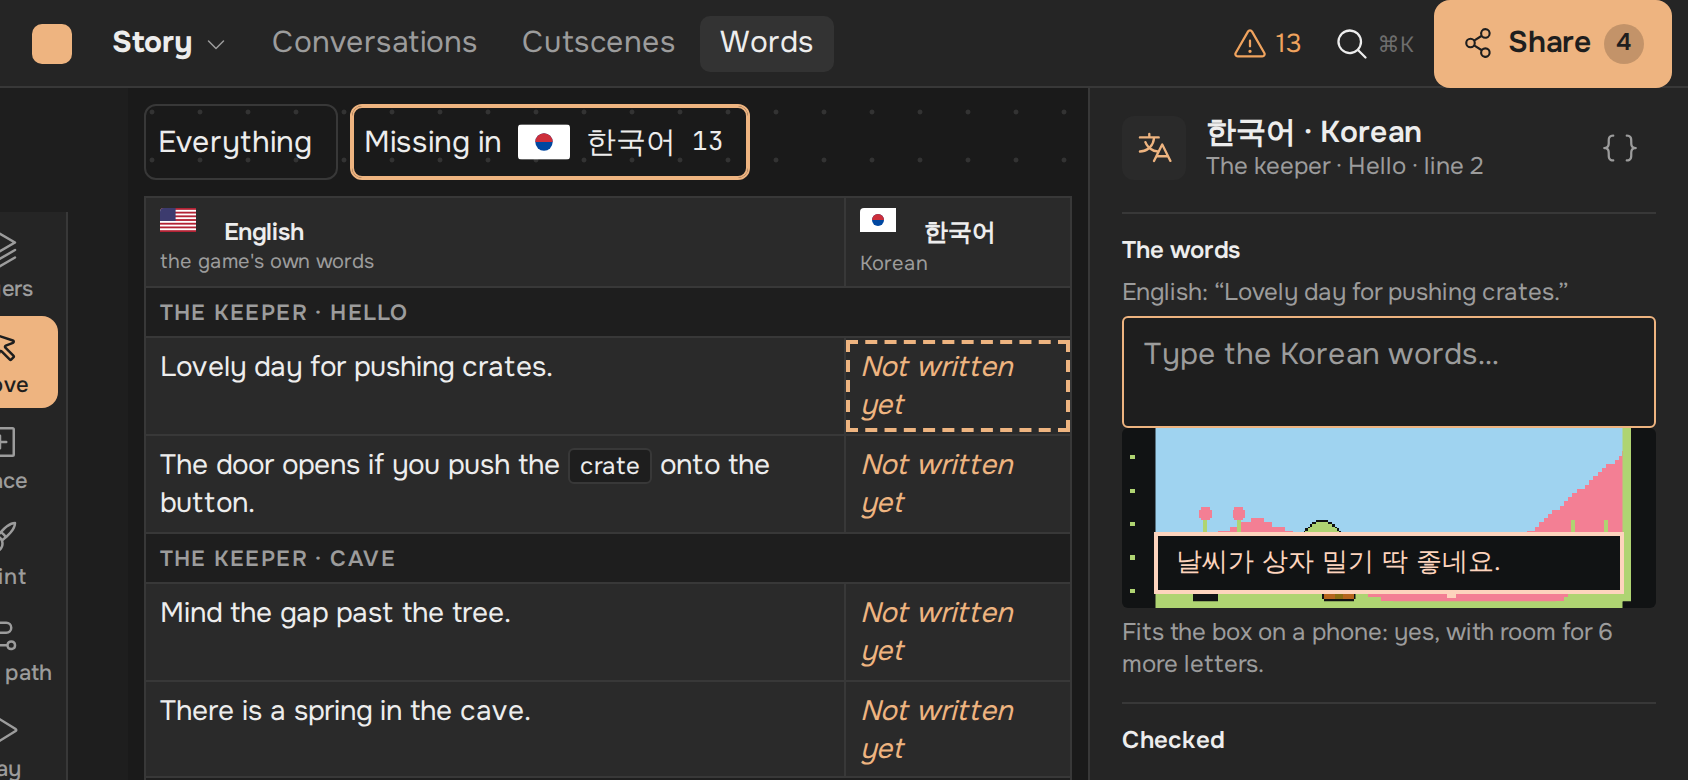 Story
Conversations
Cutscenes
Words
13
⌘K
Share 4
Everything
Missing in 한국어 13
English
the game's own words
한국어
Korean
THE KEEPER · HELLO
Lovely day for pushing crates.
Not written
yet
The door opens if you push the crate onto the
button.
Not written
yet
THE KEEPER · CAVE
Mind the gap past the tree.
Not written
yet
There is a spring in the cave.
Not written
yet
한국어 · Korean
The keeper · Hello · line 2
{ }
The words
English: “Lovely day for pushing crates.”
Type the Korean words...
날씨가 상자 밀기 딱 좋네요.
Fits the box on a phone: yes, with room for 6
more letters.
Checked
path